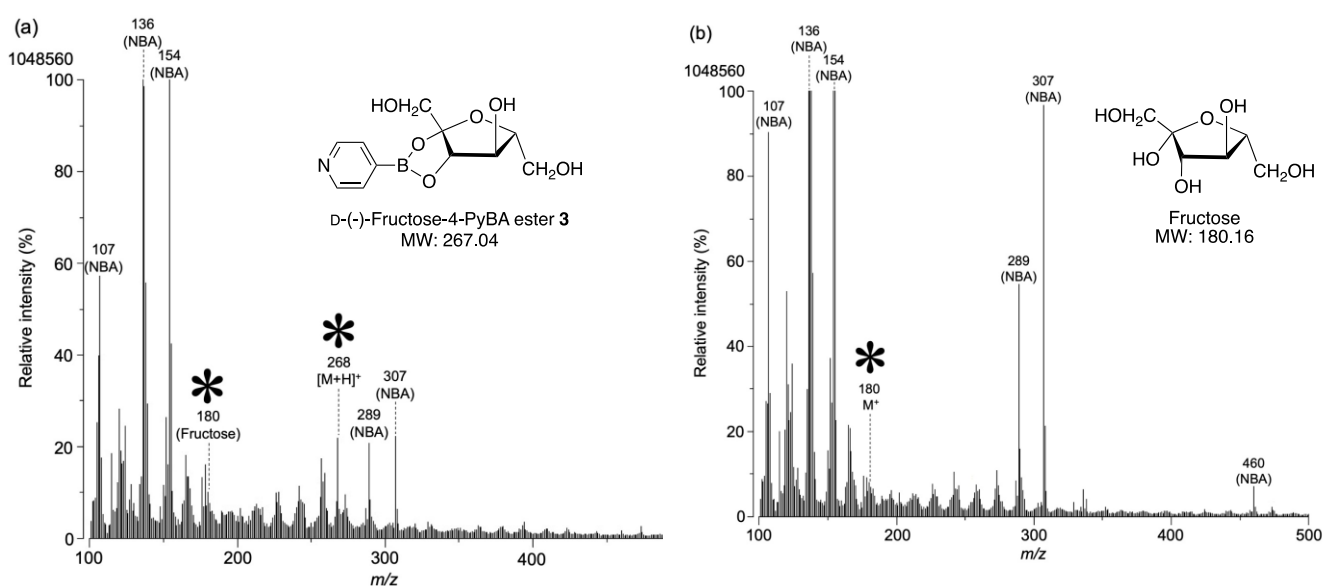 (a)
136
(NBA)
154
(NBA)
1048560
100
80
60
40
20
0
Relative intensity (%)
107
(NBA)
180
(Fructose)
268
[M+H]⁺
289
(NBA)
307
(NBA)
HOH₂C
O
OH
O
N
B
O
CH₂OH
D-(-)-Fructose-4-PyBA ester 3
MW: 267.04
100
200
300
400
m/z
(b)
136
(NBA)
154
(NBA)
1048560
100
80
60
40
20
0
Relative intensity (%)
107
(NBA)
180
M⁺
289
(NBA)
307
(NBA)
460
(NBA)
HOH₂C
O
OH
HO
OH
CH₂OH
Fructose
MW: 180.16
100
200
300
400
500
m/z